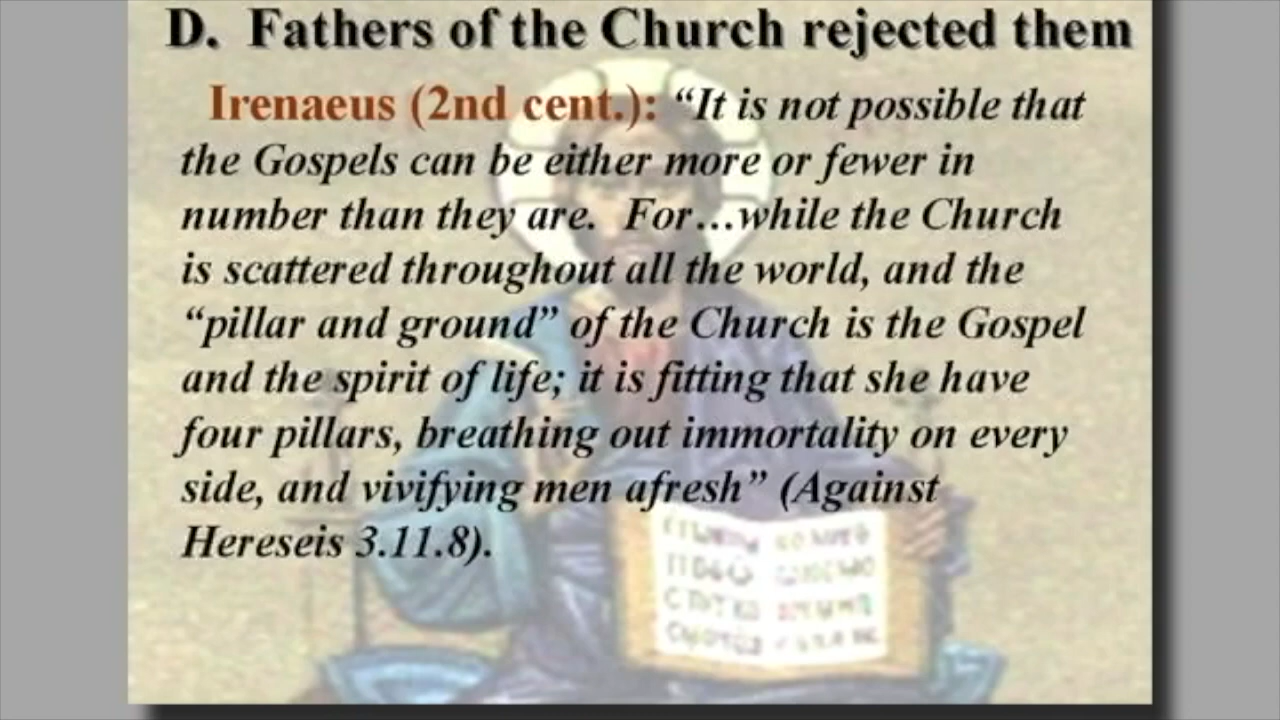 D. Fathers of the Church rejected them
Irenaeus (2nd cent.): “It is not possible that
the Gospels can be either more or fewer in
number than they are. For…while the Church
is scattered throughout all the world, and the
“pillar and ground” of the Church is the Gospel
and the spirit of life; it is fitting that she have
four pillars, breathing out immortality on every
side, and vivifying men afresh” (Against
Hereseis 3.11.8).